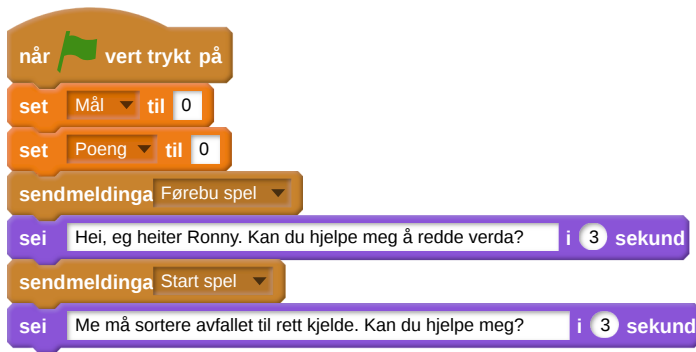 når vert trykt på
set Mål til 0
set Poeng til 0
sendmeldinga Førebu spel
sei Hei, eg heiter Ronny. Kan du hjelpe meg å redde verda? i 3 sekund
sendmeldinga Start spel
sei Me må sortere avfallet til rett kjelde. Kan du hjelpe meg? i 3 sekund